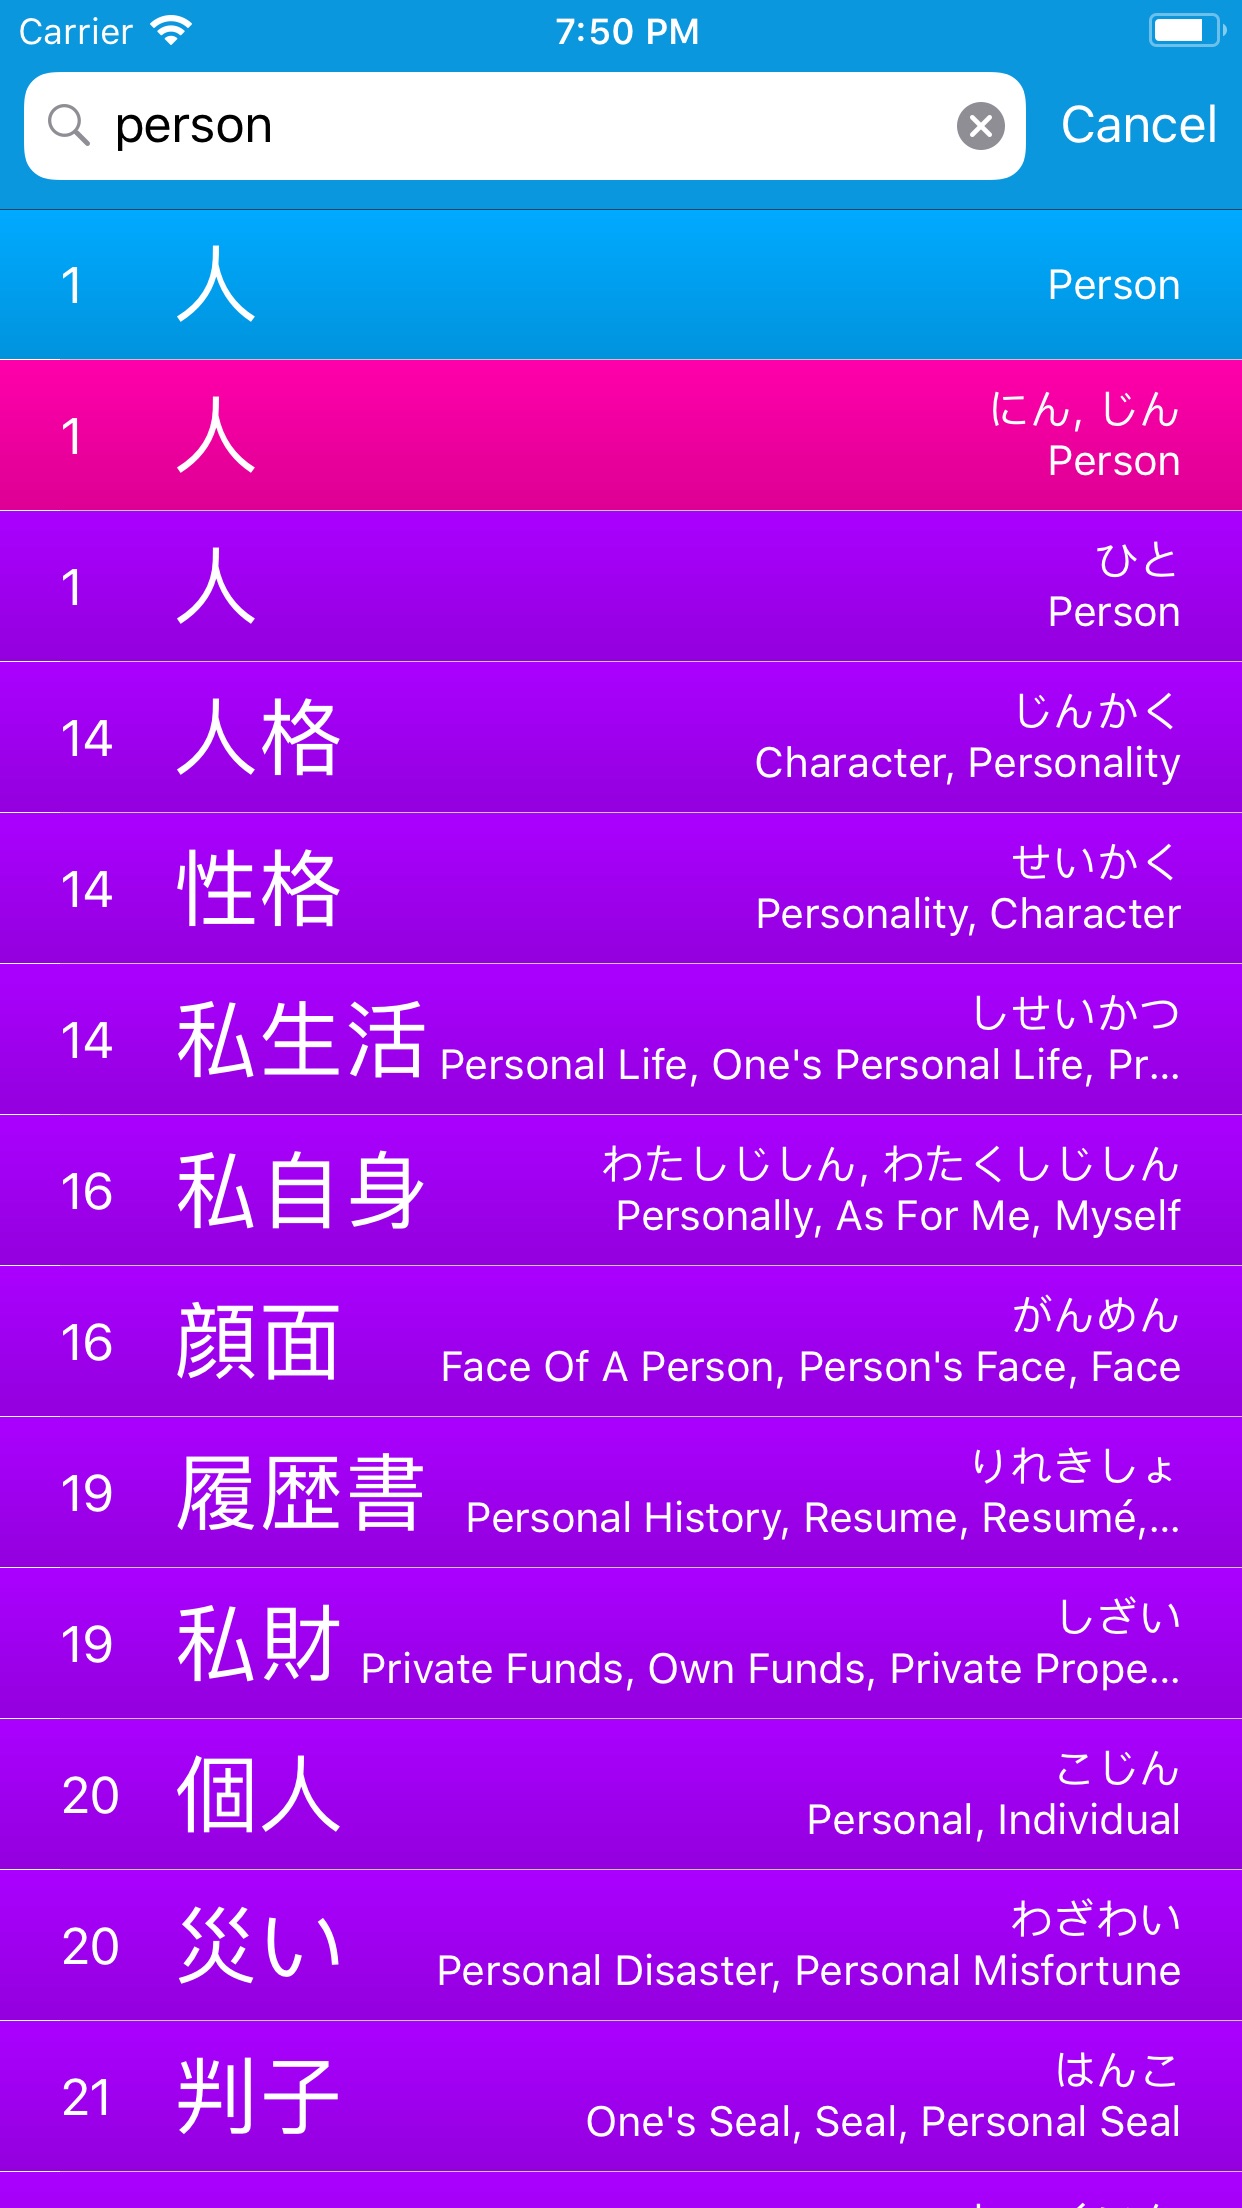 Carrier 7:50 PM
person Cancel
1 人 Person
にん, じん
1 人
Person
ひと
1 人
Person
じんかく
14 人格
Character, Personality
せいかく
14 性格
Personality, Character
しせいかつ
14 私生活
Personal Life, One's Personal Life, Pr...
わたしじしん, わたくしじしん
16 私自身
Personally, As For Me, Myself
がんめん
16 顔面
Face Of A Person, Person's Face, Face
りれきしょ
19 履歴書
Personal History, Resume, Resumé,...
しざい
19 私財
Private Funds, Own Funds, Private Prope...
こじん
20 個人
Personal, Individual
わざわい
20 災い
Personal Disaster, Personal Misfortune
はんこ
21 判子
One's Seal, Seal, Personal Seal